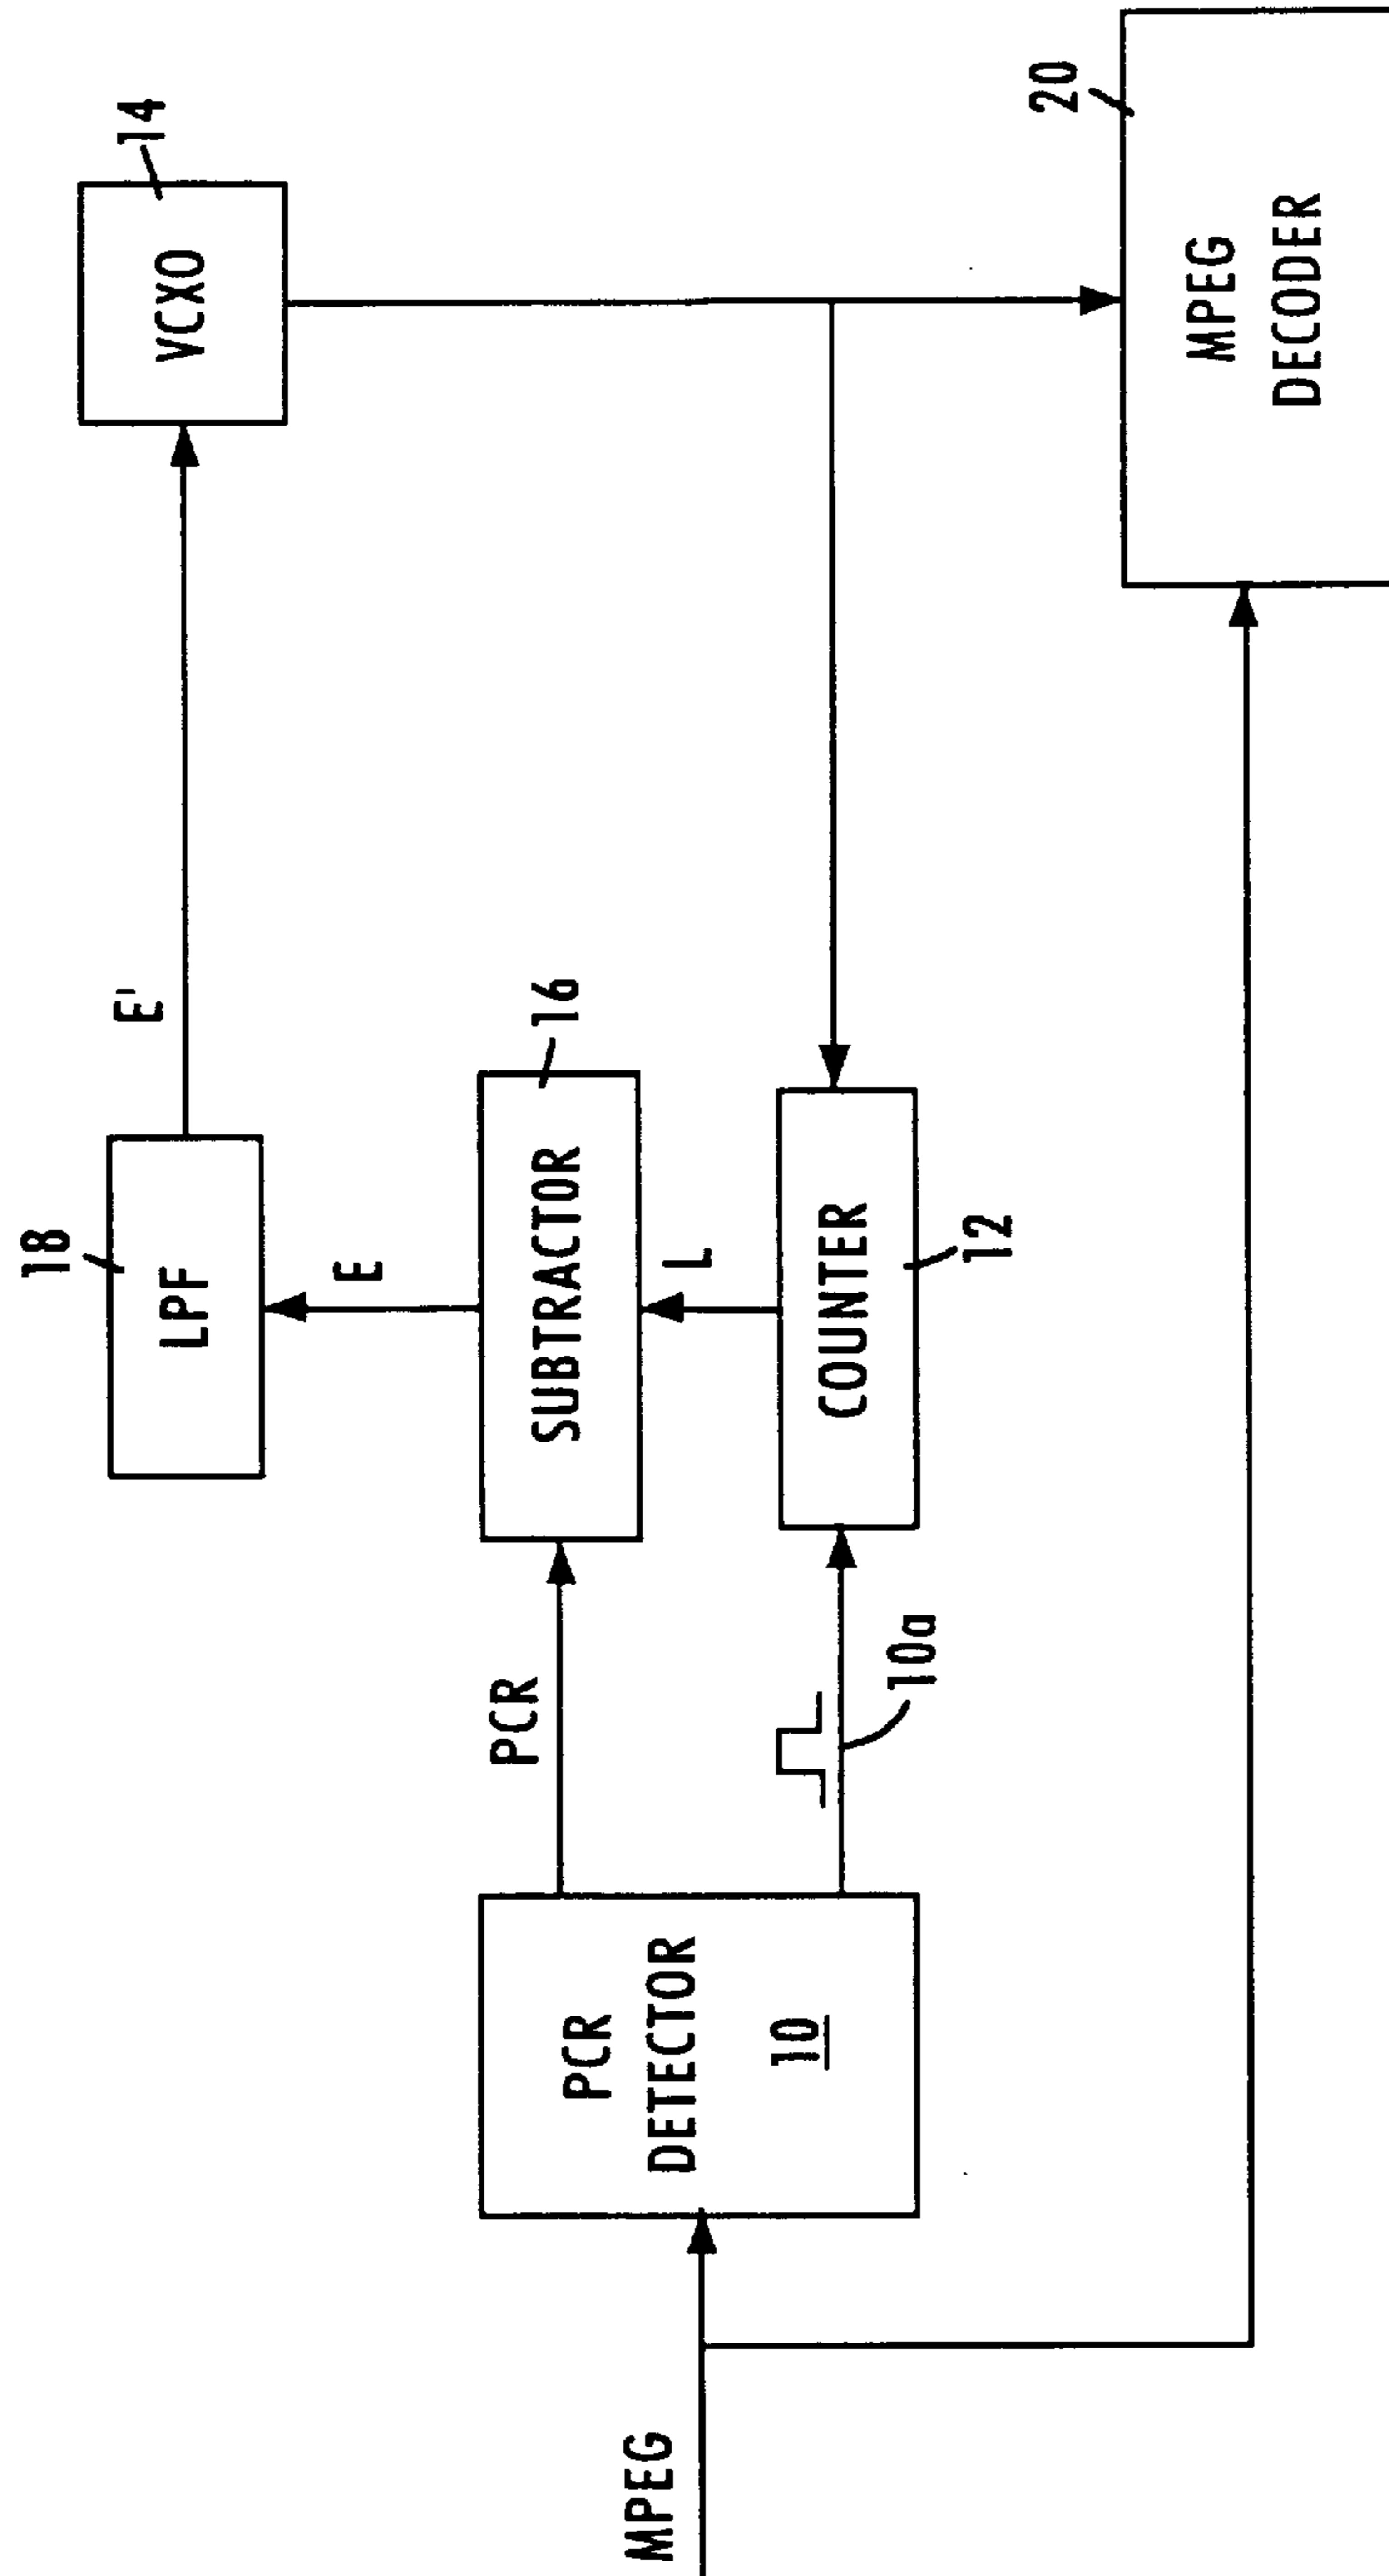 18
LPF
E'
VCXO
14
E
PCR
SUBTRACTOR
16
L
MPEG
PCR
DETECTOR
10
10a
COUNTER
12
MPEG
DECODER
20